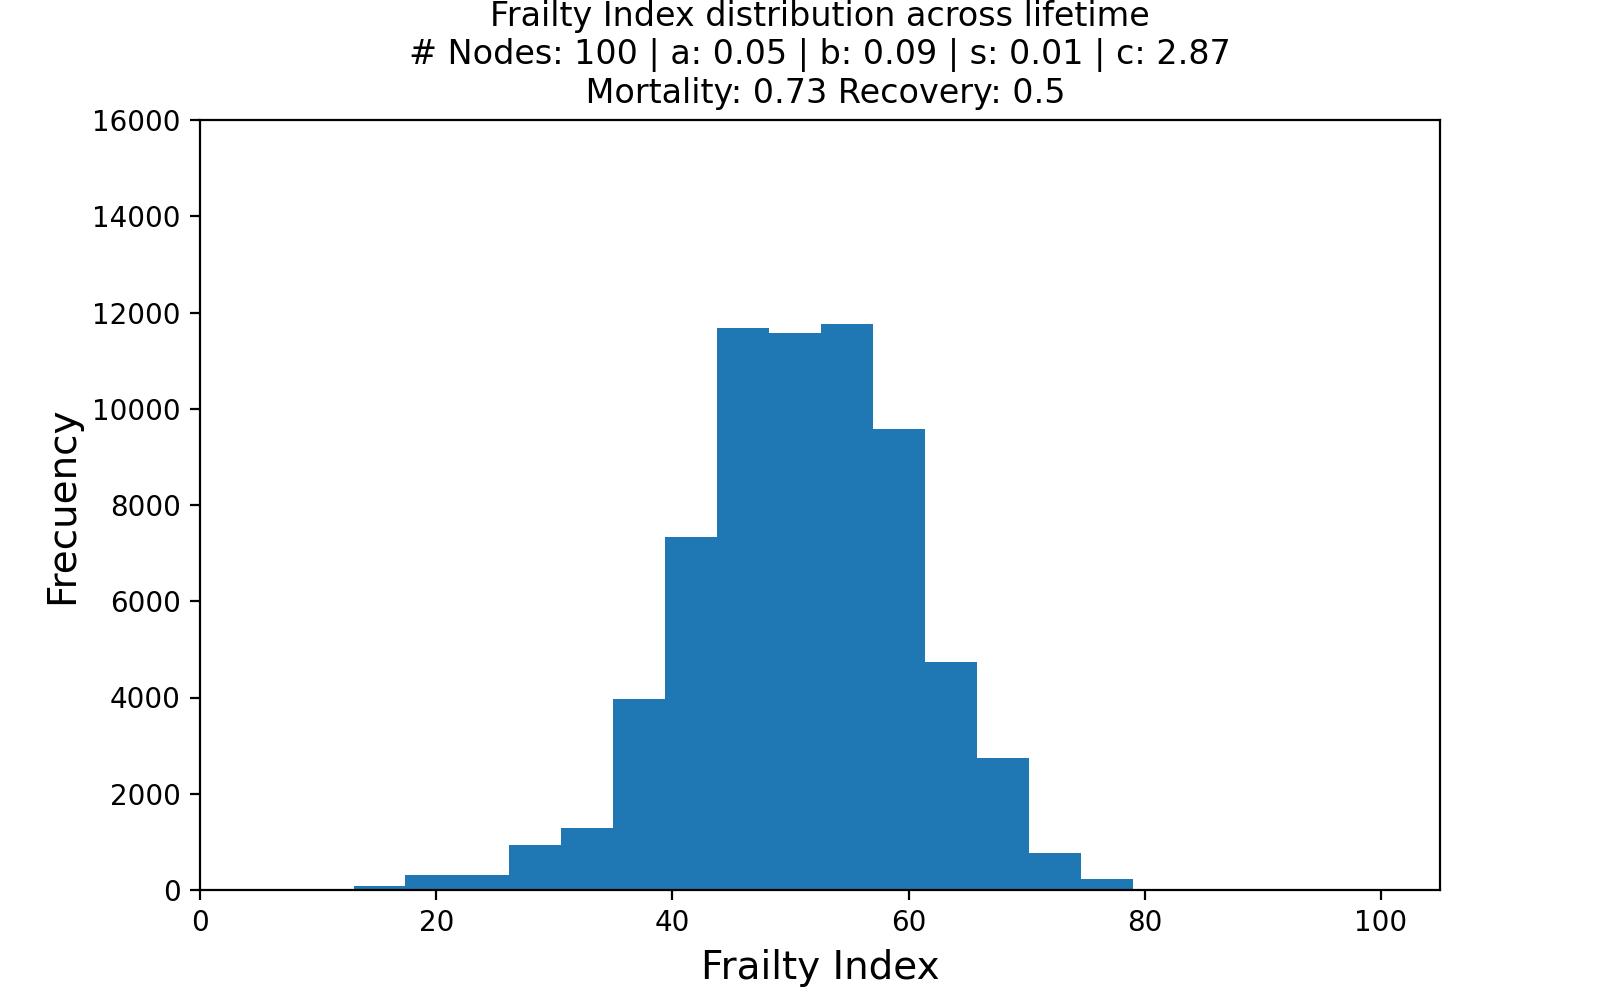 Frailty Index distribution across lifetime
# Nodes: 100 | a: 0.05 | b: 0.09 | s: 0.01 | c: 2.87
Mortality: 0.73 Recovery: 0.5
16000
14000
12000
10000
8000
6000
4000
2000
0
Frecuency
0 20 40 60 80 100
Frailty Index